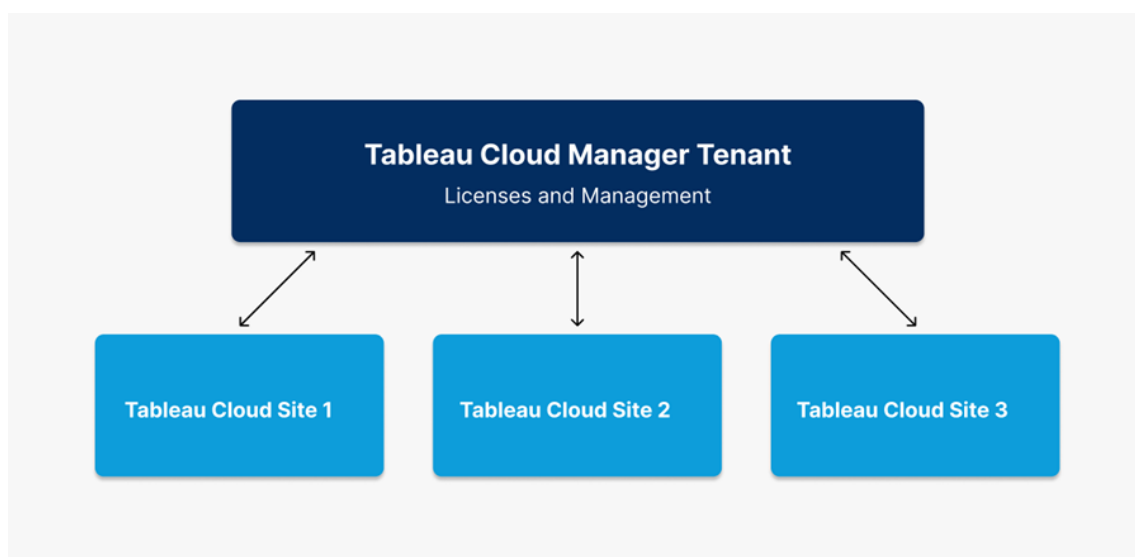 Tableau Cloud Manager Tenant
Licenses and Management
Tableau Cloud Site 1
Tableau Cloud Site 2
Tableau Cloud Site 3